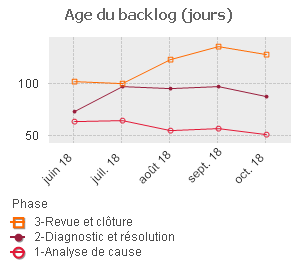 Age du backlog (jours)
100
50
juin 18
juil. 18
août 18
sept. 18
oct. 18
Phase
3-Revue et clôture
2-Diagnostic et résolution
1-Analyse de cause